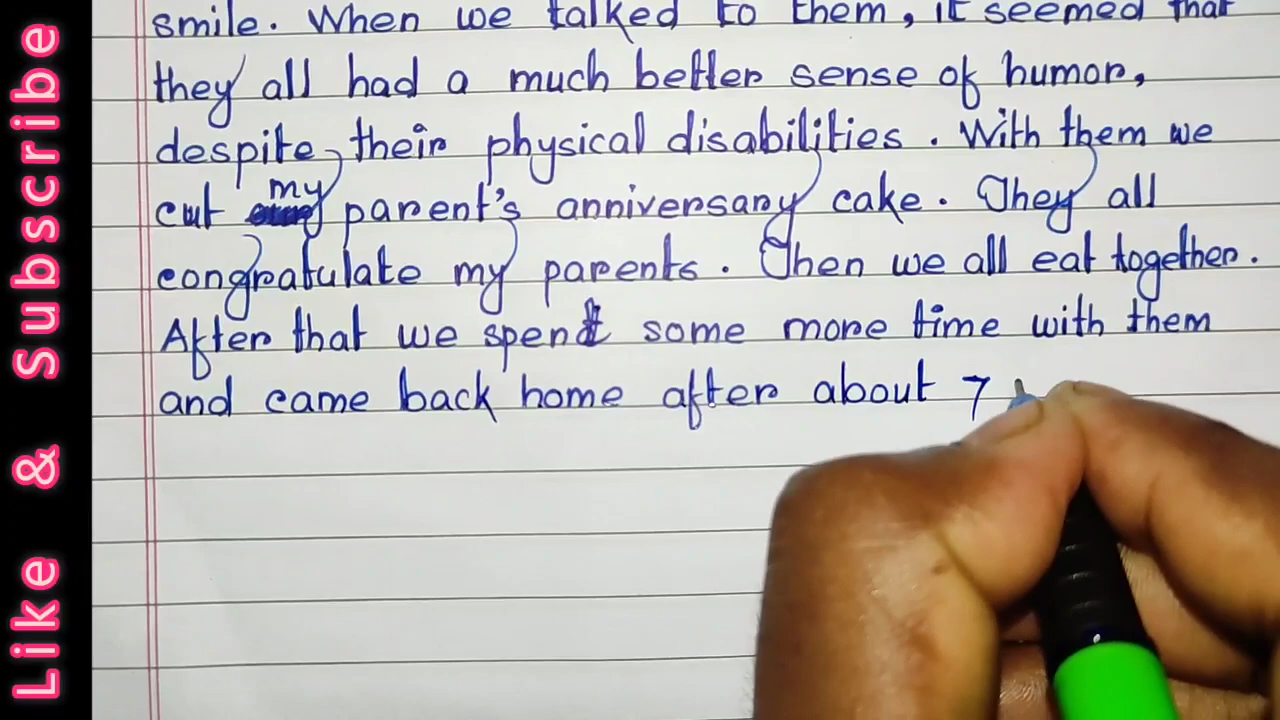 Like & Subscribe
smile. When we talked to them, it seemed that
they all had a much better sense of humor,
despite their physical disabilities. With them we
cut my parent's anniversary cake. They all
congratulate my parents. Then we all eat together.
After that we spent some more time with them
and came back home after about 7